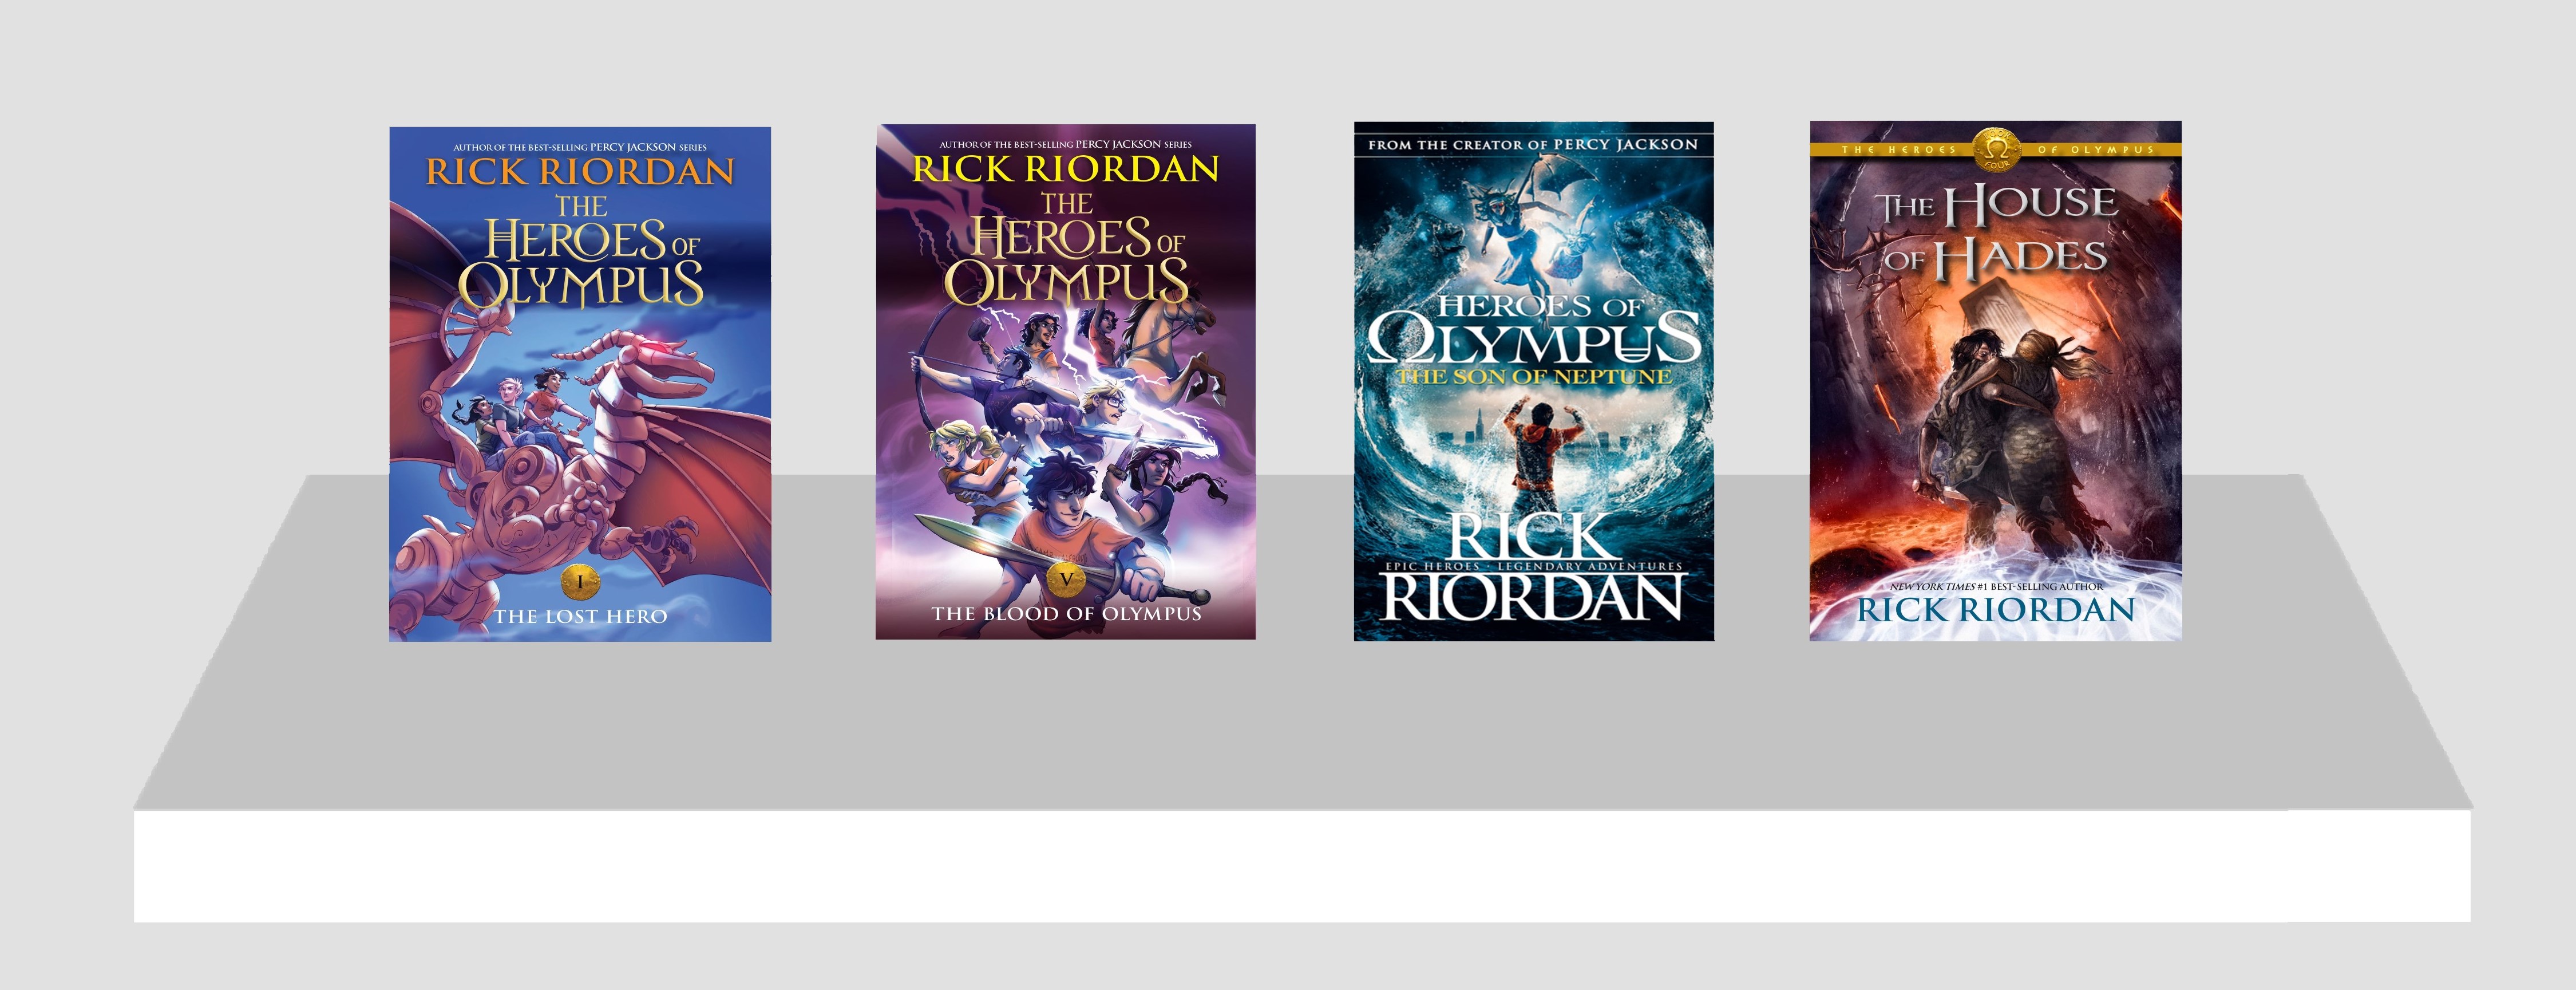 AUTHOR OF THE BEST-SELLING PERCY JACKSON SERIES
RICK RIORDAN
THE
HEROES OF
OLYMPUS
I
THE LOST HERO
AUTHOR OF THE BEST-SELLING PERCY JACKSON SERIES
RICK RIORDAN
THE
HEROES OF
OLYMPUS
V
THE BLOOD OF OLYMPUS
FROM THE CREATOR OF PERCY JACKSON
HEROES OF
OLYMPUS
THE SON OF NEPTUNE
RICK
EPIC HEROES · LEGENDARY ADVENTURES
RIORDAN
BOOK
THE HEROES OF OLYMPUS
FOUR
THE HOUSE
OF HADES
NEW YORK TIMES #1 BEST-SELLING AUTHOR
RICK RIORDAN